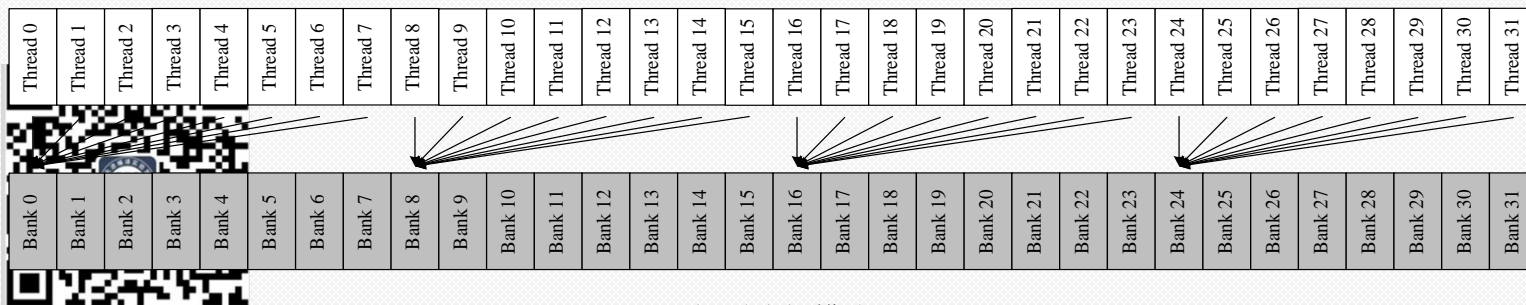 Thread 0 Thread 1 Thread 2 Thread 3 Thread 4 Thread 5 Thread 6 Thread 7 Thread 8 Thread 9 Thread 10 Thread 11 Thread 12 Thread 13 Thread 14 Thread 15 Thread 16 Thread 17 Thread 18 Thread 19 Thread 20 Thread 21 Thread 22 Thread 23 Thread 24 Thread 25 Thread 26 Thread 27 Thread 28 Thread 29 Thread 30 Thread 31
Bank 0 Bank 1 Bank 2 Bank 3 Bank 4 Bank 5 Bank 6 Bank 7 Bank 8 Bank 9 Bank 10 Bank 11 Bank 12 Bank 13 Bank 14 Bank 15 Bank 16 Bank 17 Bank 18 Bank 19 Bank 20 Bank 21 Bank 22 Bank 23 Bank 24 Bank 25 Bank 26 Bank 27 Bank 28 Bank 29 Bank 30 Bank 31